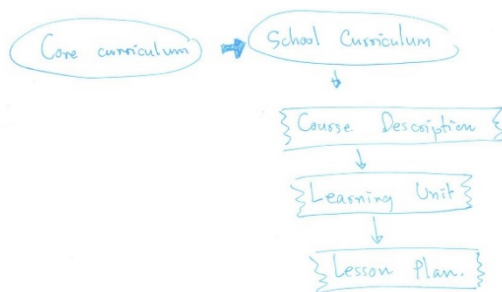 Core curriculum
School Curriculum
Course Description
Learning Unit
Lesson Plan.